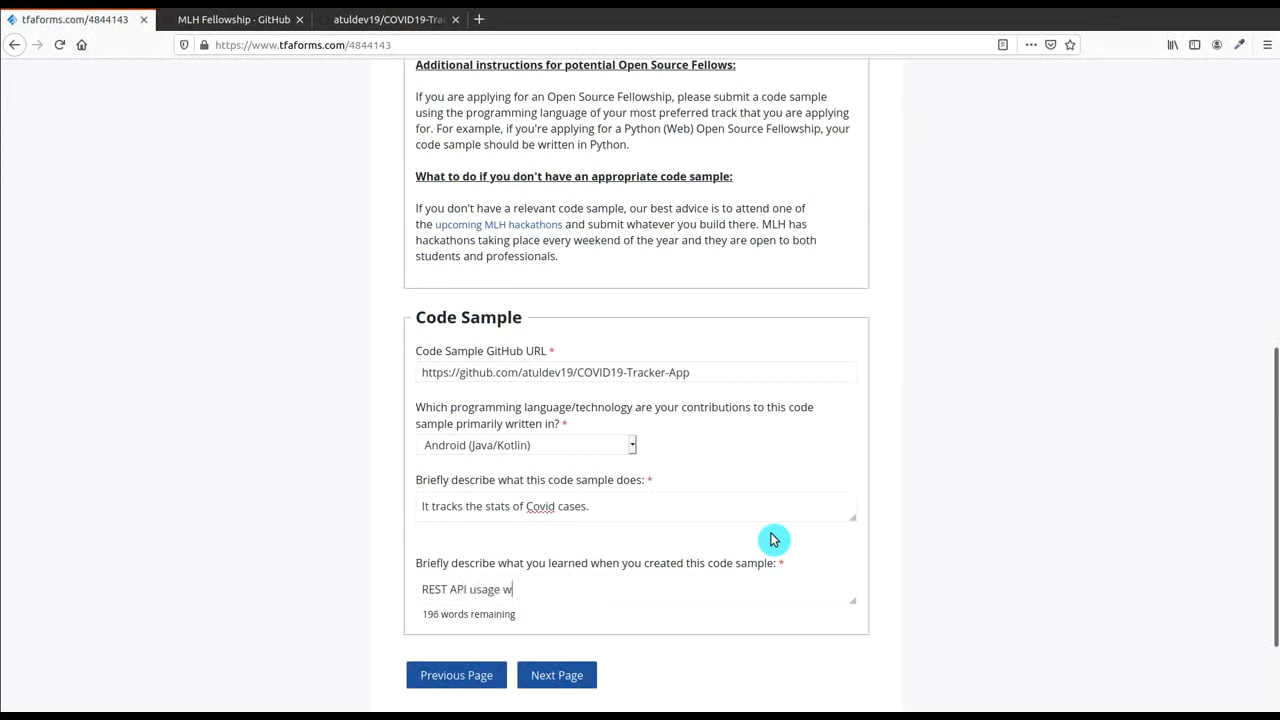 tfaforms.com/4844143
MLH Fellowship · GitHub
atuldev19/COVID19-Trac
https://www.tfaforms.com/4844143
Additional instructions for potential Open Source Fellows:
If you are applying for an Open Source Fellowship, please submit a code sample
using the programming language of your most preferred track that you are applying
for. For example, if you're applying for a Python (Web) Open Source Fellowship, your
code sample should be written in Python.
What to do if you don't have an appropriate code sample:
If you don't have a relevant code sample, our best advice is to attend one of
the upcoming MLH hackathons and submit whatever you build there. MLH has
hackathons taking place every weekend of the year and they are open to both
students and professionals.
Code Sample
Code Sample GitHub URL *
https://github.com/atuldev19/COVID19-Tracker-App
Which programming language/technology are your contributions to this code
sample primarily written in? *
Android (Java/Kotlin)
Briefly describe what this code sample does: *
It tracks the stats of Covid cases.
Briefly describe what you learned when you created this code sample: *
REST API usage w
196 words remaining
Previous Page
Next Page